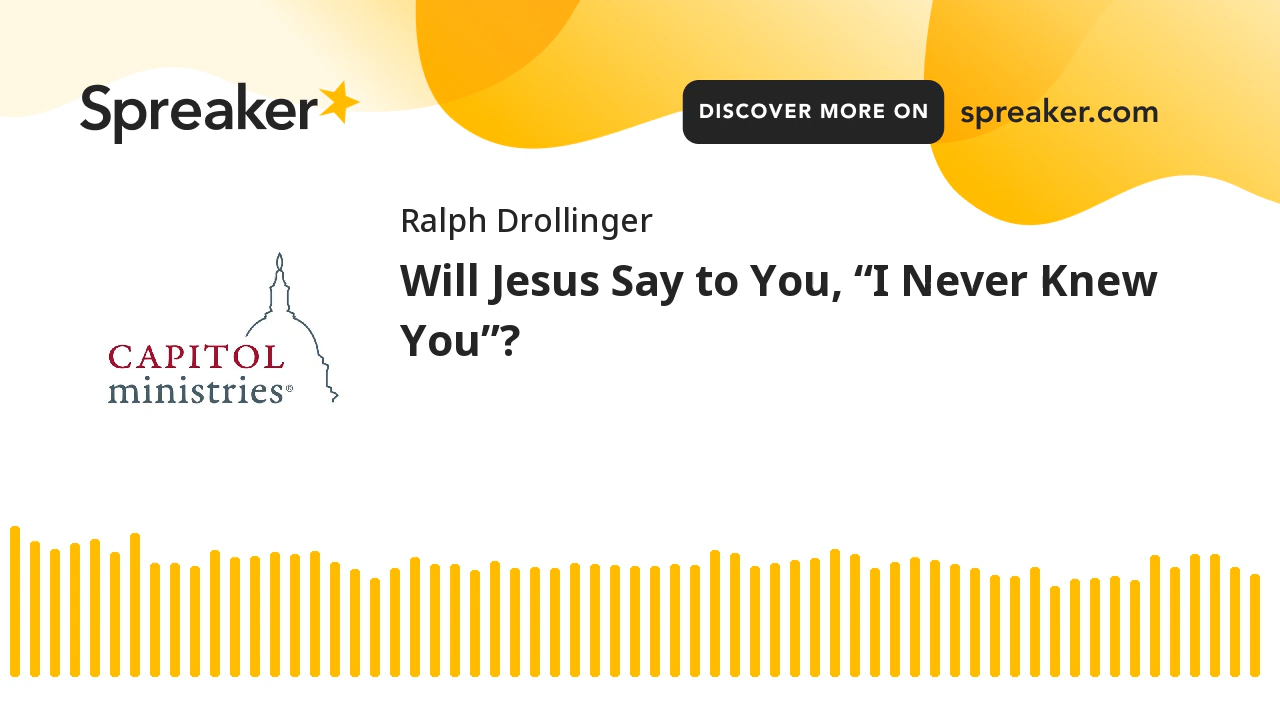 Spreaker
DISCOVER MORE ON
spreaker.com
Ralph Drollinger
Will Jesus Say to You, “I Never Knew
You”?
CAPITOL
ministries®